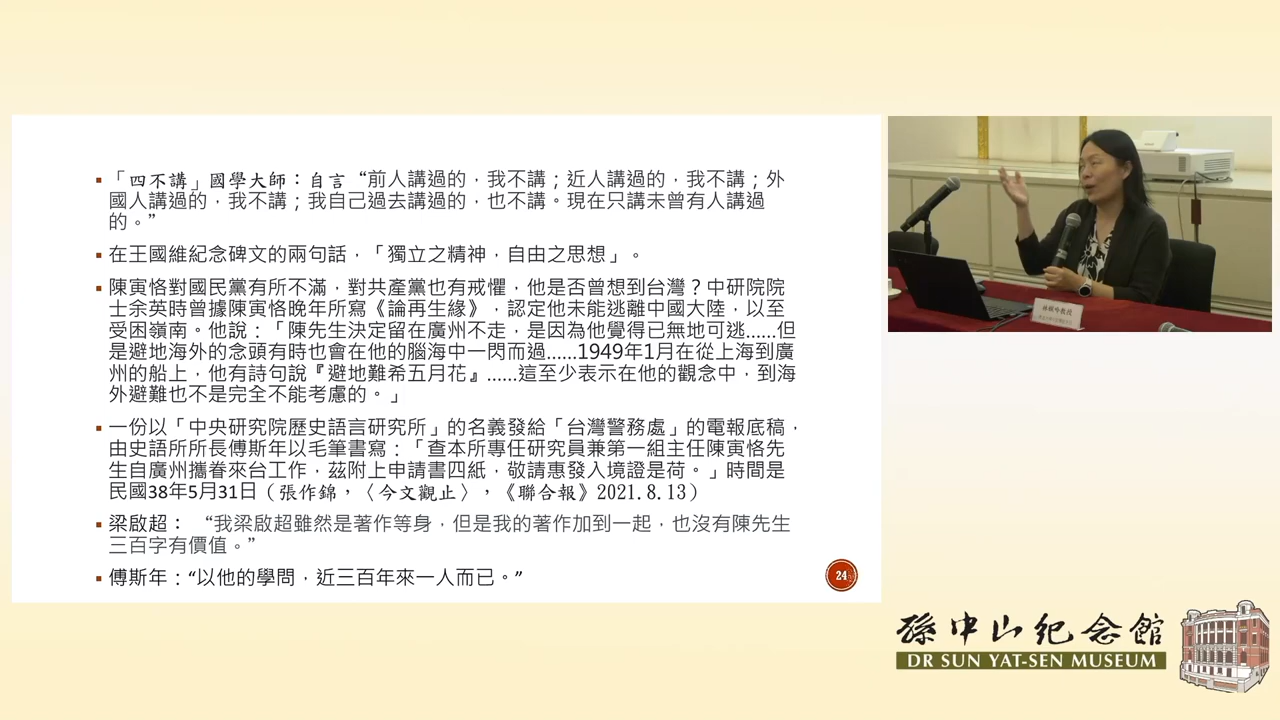 「四不講」國學大師：自言“前人講過的，我不講；近人講過的，我不講；外
國人講過的，我不講；我自己過去講過的，也不講。現在只講未曾有人講過
的。”
在王國維紀念碑文的兩句話，「獨立之精神，自由之思想」。
陳寅恪對國民黨有所不滿，對共產黨也有戒懼，他是否曾想到台灣？中研院院
士余英時曾據陳寅恪晚年所寫《論再生緣》，認定他未能逃離中國大陸，以至
受困嶺南。他說：「陳先生決定留在廣州不走，是因為他覺得已無地可逃......但
是避地海外的念頭有時也會在他的腦海中一閃而過......1949年1月在從上海到廣
州的船上，他有詩句說『避地難希五月花』......這至少表示在他的觀念中，到海
外避難也不是完全不能考慮的。」
一份以「中央研究院歷史語言研究所」的名義發給「台灣警務處」的電報底稿，
由史語所所長傅斯年以毛筆書寫：「查本所專任研究員兼第一組主任陳寅恪先
生自廣州攜眷來台工作，茲附上申請書四紙，敬請惠發入境證是荷。」時間是
民國38年5月31日（張作錦，〈今文觀止〉，《聯合報》2021.8.13）
梁啟超： “我梁啟超雖然是著作等身，但是我的著作加到一起，也沒有陳先生
三百字有價值。”
傅斯年：“以他的學問，近三百年來一人而已。”
24
孫中山紀念館
DR SUN YAT-SEN MUSEUM